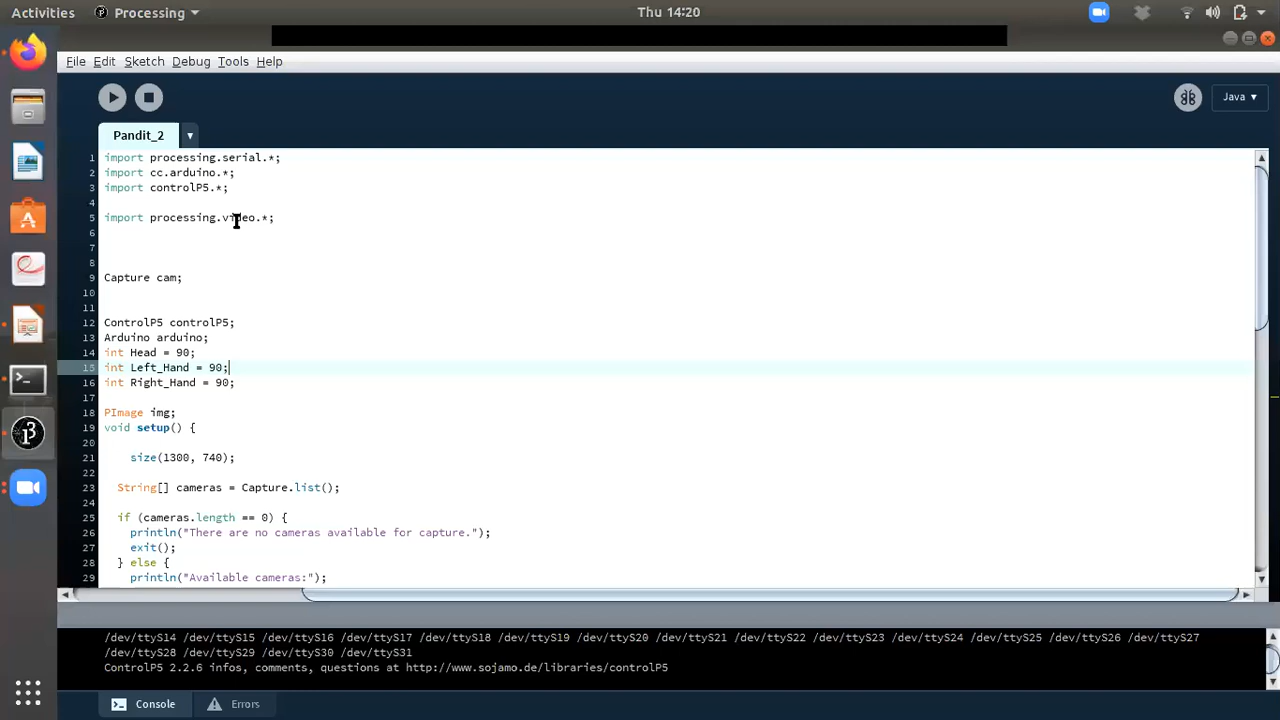 Activities Processing Thu 14:20
File Edit Sketch Debug Tools Help
Java
Pandit_2
1 import processing.serial.*;
2 import cc.arduino.*;
3 import controlP5.*;
4
5 import processing.video.*;
6
7
8
9 Capture cam;
10
11
12 ControlP5 controlP5;
13 Arduino arduino;
14 int Head = 90;
15 int Left_Hand = 90;
16 int Right_Hand = 90;
17
18 PImage img;
19 void setup() {
20
21 size(1300, 740);
22
23 String[] cameras = Capture.list();
24
25 if (cameras.length == 0) {
26 println("There are no cameras available for capture.");
27 exit();
28 } else {
29 println("Available cameras:");
/dev/ttyS14 /dev/ttyS15 /dev/ttyS16 /dev/ttyS17 /dev/ttyS18 /dev/ttyS19 /dev/ttyS20 /dev/ttyS21 /dev/ttyS22 /dev/ttyS23 /dev/ttyS24 /dev/ttyS25 /dev/ttyS26 /dev/ttyS27
/dev/ttyS28 /dev/ttyS29 /dev/ttyS30 /dev/ttyS31
ControlP5 2.2.6 infos, comments, questions at http://www.sojamo.de/libraries/controlP5
Console Errors